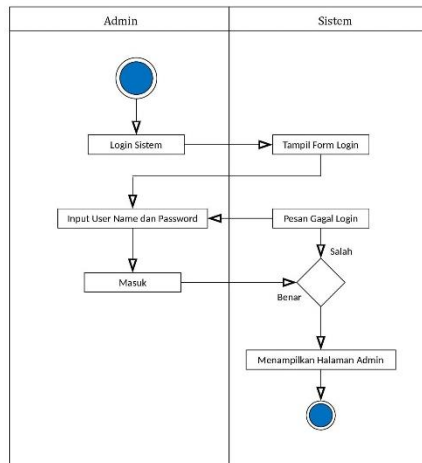 Admin
Sistem
Login Sistem
Tampil Form Login
Input User Name dan Password
Pesan Gagal Login
Salah
Masuk
Benar
Menampilkan Halaman Admin